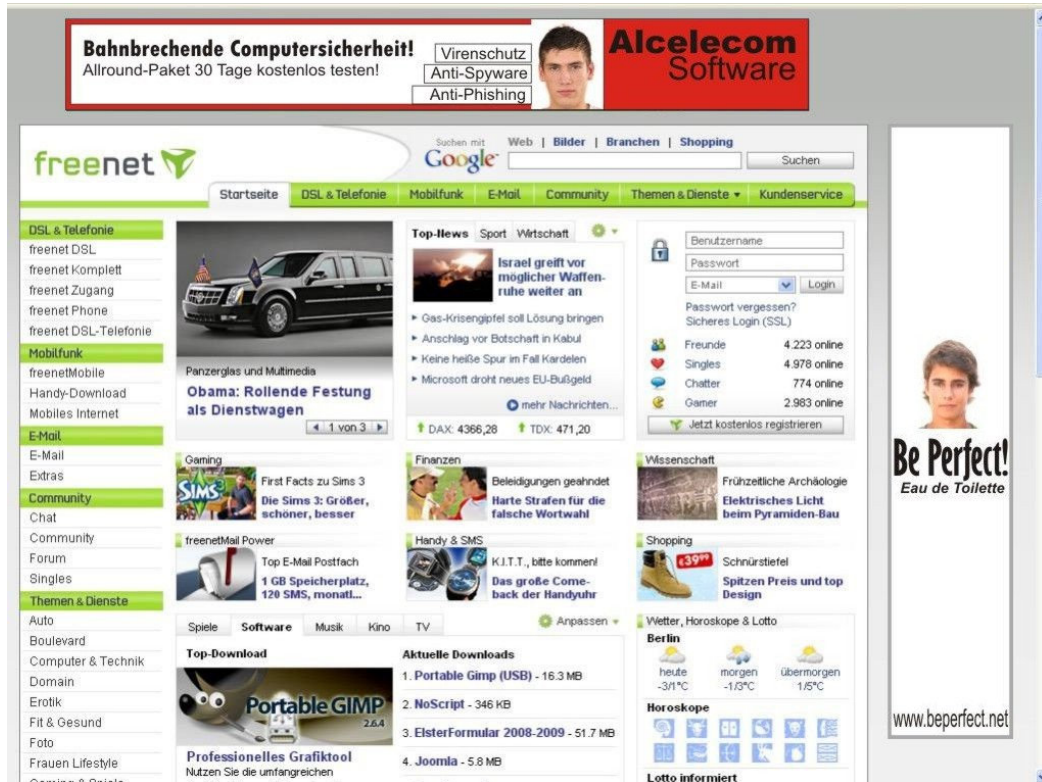 Bahnbrechende Computersicherheit!
Allround-Paket 30 Tage kostenlos testen!
Virenschutz
Anti-Spyware
Anti-Phishing
Alcelecom
Software
freenet
Suchen mit
Google
Web | Bilder | Branchen | Shopping
Suchen
Startseite
DSL & Telefonie
Mobilfunk
E-Mail
Community
Themen & Dienste
Kundenservice
DSL & Telefonie
freenet DSL
freenet Komplett
freenet Zugang
freenet Phone
freenet DSL-Telefonie
Mobilfunk
freenetMobile
Handy-Download
Mobiles Internet
E-Mail
E-Mail
Extras
Community
Chat
Community
Forum
Singles
Themen & Dienste
Auto
Boulevard
Computer & Technik
Domain
Erotik
Fit & Gesund
Foto
Frauen Lifestyle
Gaming & Spiele
Panzerglas und Multimedia
Obama: Rollende Festung
als Dienstwagen
1 von 3
Top-News Sport Wirtschaft
Israel greift vor
möglicher Waffen-
ruhe weiter an
Gas-Krisengipfel soll Lösung bringen
Anschlag vor Botschaft in Kabul
Keine heiße Spur im Fall Kardelen
Microsoft droht neues EU-Bußgeld
mehr Nachrichten...
DAX: 4366,28 TDX: 471,20
Benutzername
Passwort
E-Mail
Login
Passwort vergessen?
Sicheres Login (SSL)
Freunde 4.223 online
Singles 4.978 online
Chatter 774 online
Gamer 2.983 online
Jetzt kostenlos registrieren
Gaming
SIMS 3
First Facts zu Sims 3
Die Sims 3: Größer,
schöner, besser
Finanzen
Beleidigungen geahndet
Harte Strafen für die
falsche Wortwahl
Wissenschaft
Frühzeitliche Archäologie
Elektrisches Licht
beim Pyramiden-Bau
freenetMail Power
Top E-Mail Postfach
1 GB Speicherplatz,
120 SMS, monatl...
Handy & SMS
K.I.T.T., bitte kommen!
Das große Come-
back der Handyuhr
Shopping
€39,99
Schnürstiefel
Spitzen Preis und top
Design
Spiele Software Musik Kino TV
Anpassen
Top-Download
Portable GIMP
2.6.4
Professionelles Grafiktool
Nutzen Sie die umfangreichen
Aktuelle Downloads
1. Portable Gimp (USB) - 16.3 MB
2. NoScript - 346 KB
3. ElsterFormular 2008-2009 - 51.7 MB
4. Joomla - 5.8 MB
Wetter, Horoskope & Lotto
Berlin
heute morgen übermorgen
-3/1°C -1/3°C 1/5°C
Horoskope
Lotto informiert
Be Perfect!
Eau de Toilette
www.beperfect.net